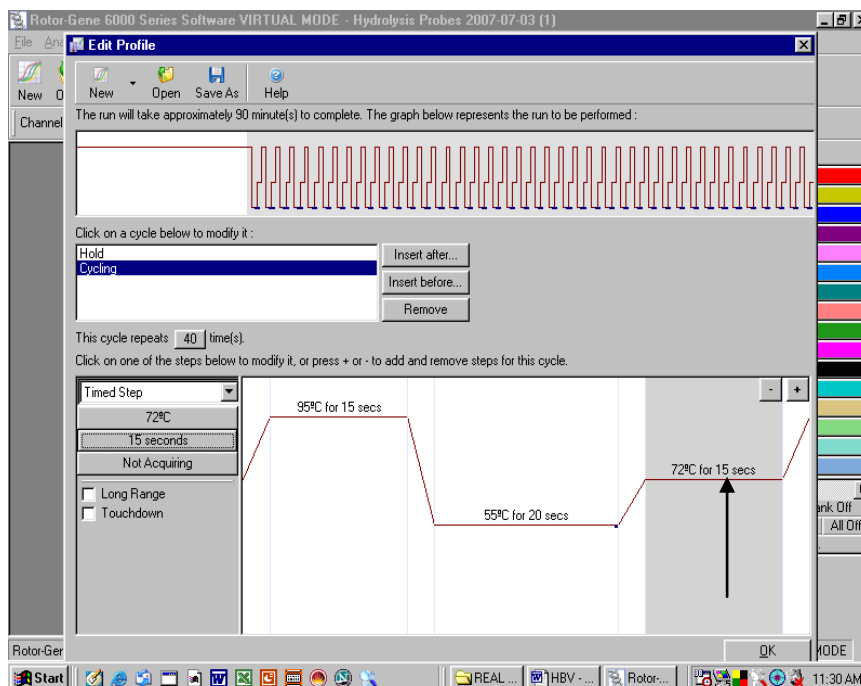 Rotor-Gene 6000 Series Software VIRTUAL MODE - Hydrolysis Probes 2007-07-03 (1)
File Ana
Edit Profile
New
New Open Save As Help
Channel
The run will take approximately 90 minute(s) to complete. The graph below represents the run to be performed :
Click on a cycle below to modify it :
Hold
Cycling
Insert after...
Insert before...
Remove
This cycle repeats 40 time(s).
Click on one of the steps below to modify it, or press + or - to add and remove steps for this cycle.
Timed Step
- +
72ºC
15 seconds
Not Acquiring
Long Range
Touchdown
95ºC for 15 secs
55ºC for 20 secs
72ºC for 15 secs
ank Off
All Off
Rotor-Ger
OK
MODE
Start
REAL ...
HBV - ...
Rotor-...
11:30 AM